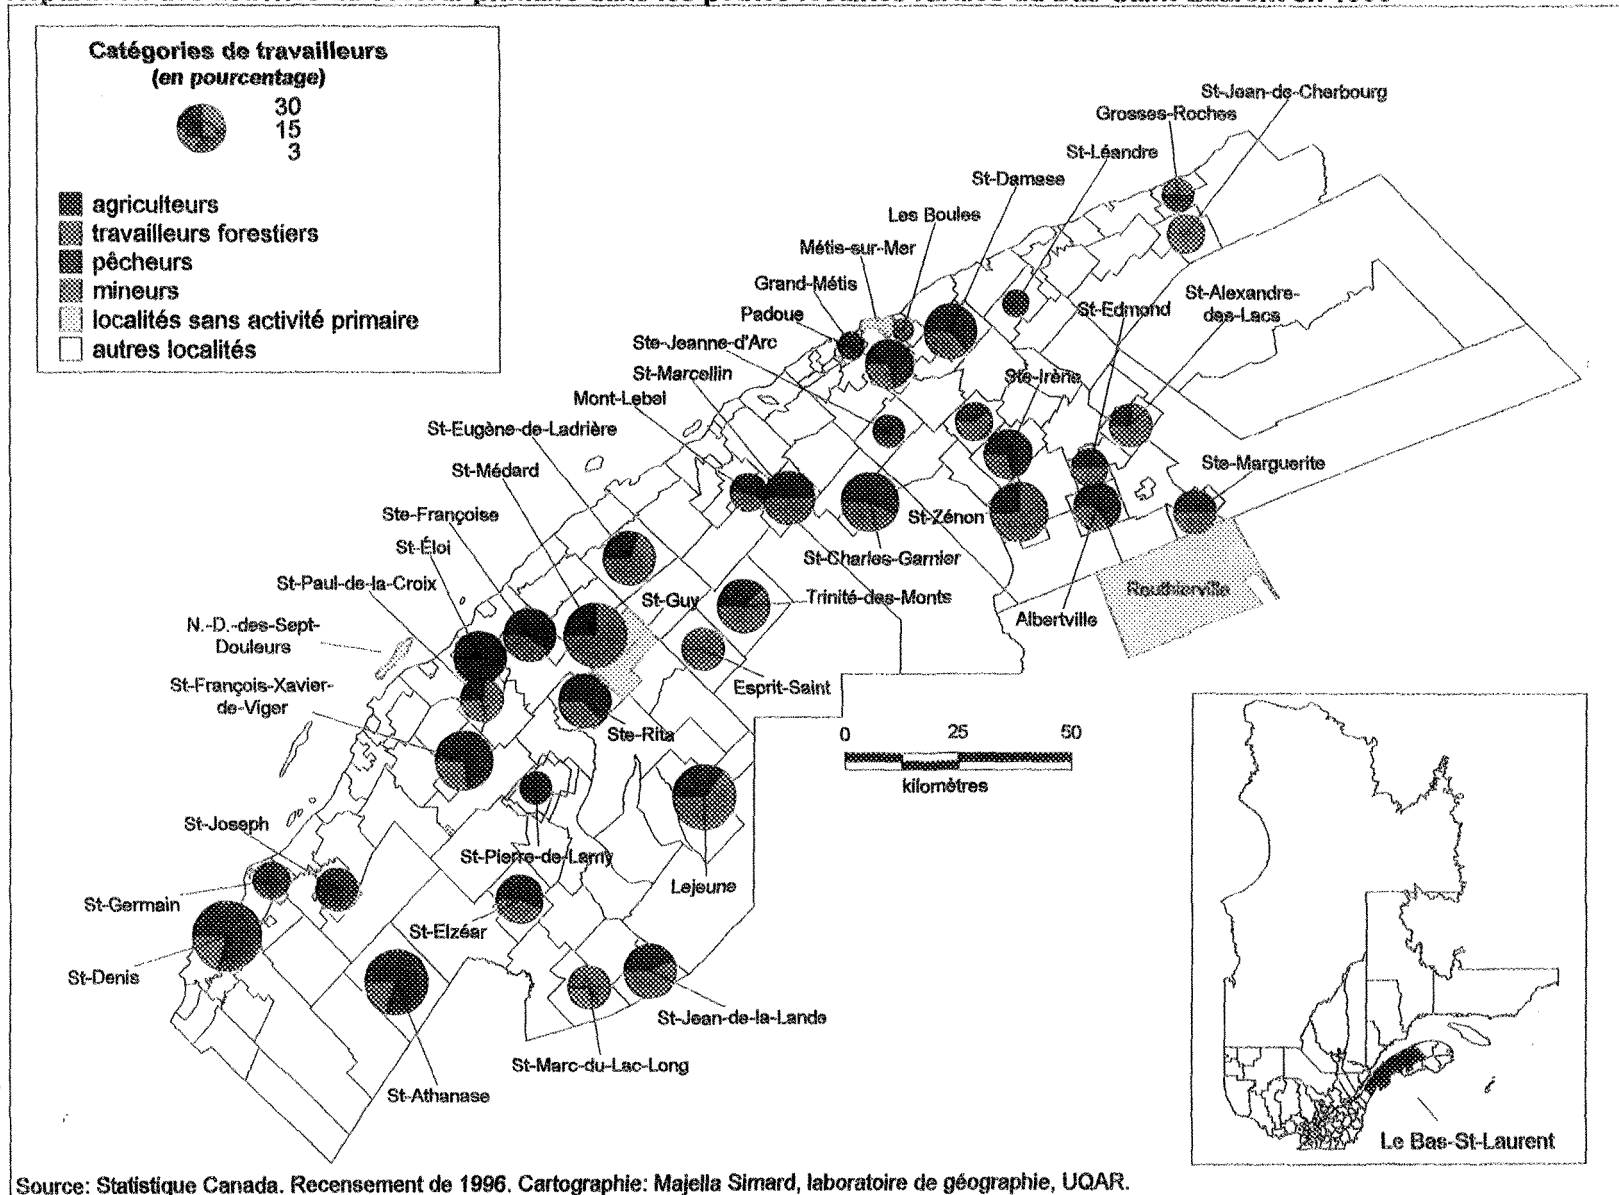 Catégories de travailleurs
(en pourcentage)
30
15
3
agriculteurs
travailleurs forestiers
pêcheurs
mineurs
localités sans activité primaire
autres localités
St-Jean-de-Cherbourg
Grosses-Roches
St-Léandre
St-Damase
Les Boules
Métis-sur-Mer
Grand-Métis
Padoue
Ste-Jeanne-d'Arc
St-Marcellin
Mont-Lebel
St-Eugène-de-Ladrière
St-Médard
Ste-Françoise
St-Éloi
St-Paul-de-la-Croix
N.-D.-des-Sept-
Douleurs
St-François-Xavier-
de-Viger
St-Edmond
St-Alexandre-
des-Lacs
Ste-Irène
Ste-Marguerite
St-Zénon
St-Charles-Garnier
Routhierville
Albertville
St-Guy
Trinité-des-Monts
Esprit-Saint
Ste-Rita
0 25 50
kilomètres
St-Joseph
St-Pierre-de-Lamy
Lejeune
St-Germain
St-Elzéar
St-Denis
St-Jean-de-la-Lande
St-Marc-du-Lac-Long
St-Athanase
Le Bas-St-Laurent
Source: Statistique Canada. Recensement de 1996. Cartographie: Majella Simard, laboratoire de géographie, UQAR.